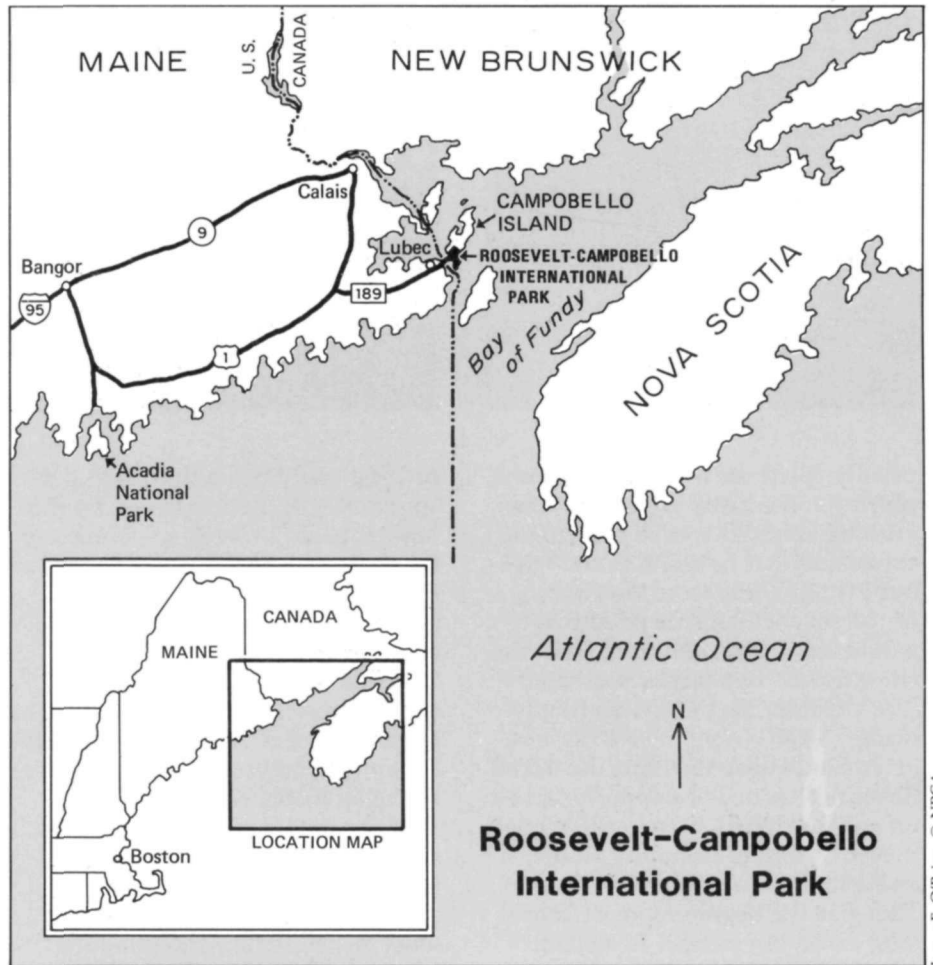 MAINE
U. S.
CANADA
NEW BRUNSWICK
Calais
9
CAMPOBELLO
ISLAND
Lubec
ROOSEVELT-CAMPOBELLO
INTERNATIONAL
PARK
Bangor
95
189
1
Bay
of Fundy
NOVA SCOTIA
Acadia
National
Park
CANADA
MAINE
Boston
LOCATION MAP
Atlantic Ocean
N
Roosevelt-Campobello
International Park